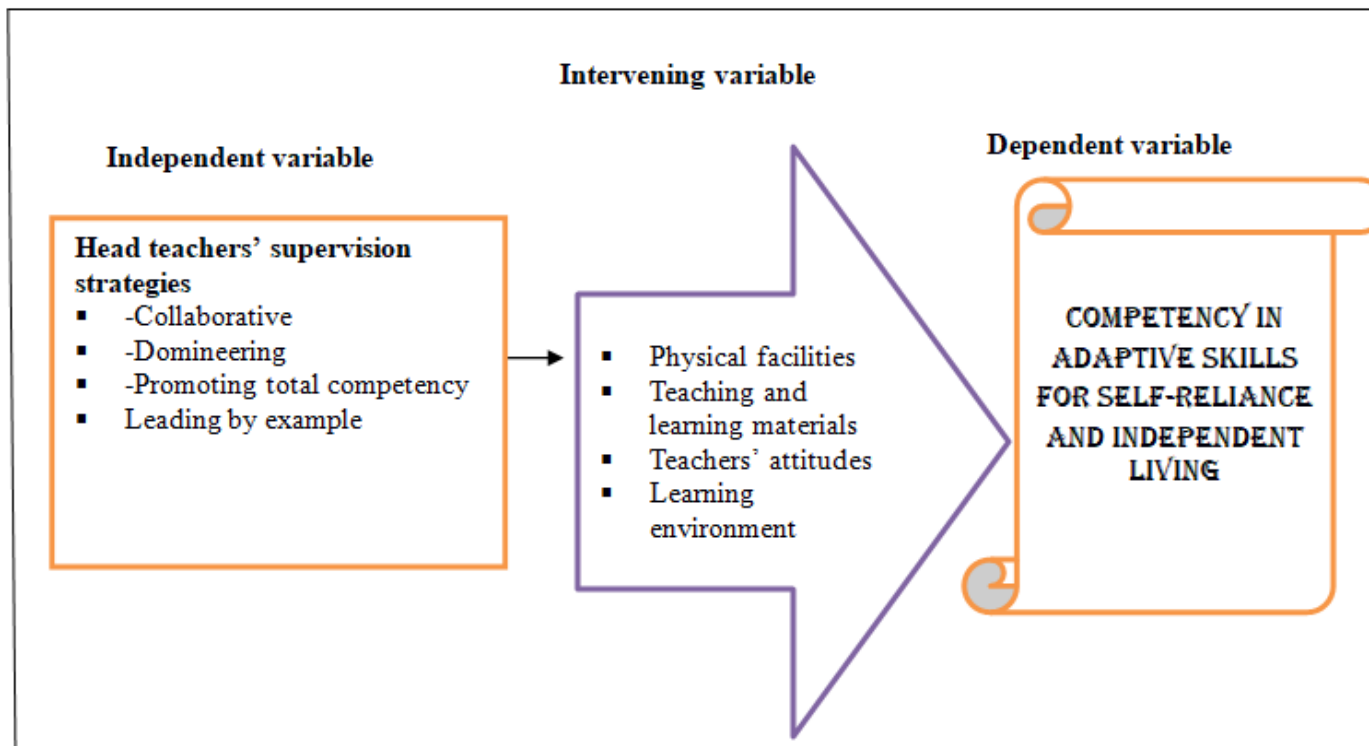 Intervening variable
Independent variable
Dependent variable
Head teachers’ supervision
strategies
▪ -Collaborative
▪ -Domineering
▪ -Promoting total competency
▪ Leading by example
▪ Physical facilities
▪ Teaching and
learning materials
▪ Teachers’ attitudes
▪ Learning
environment
COMPETENCY IN
ADAPTIVE SKILLS
FOR SELF-RELIANCE
AND INDEPENDENT
LIVING